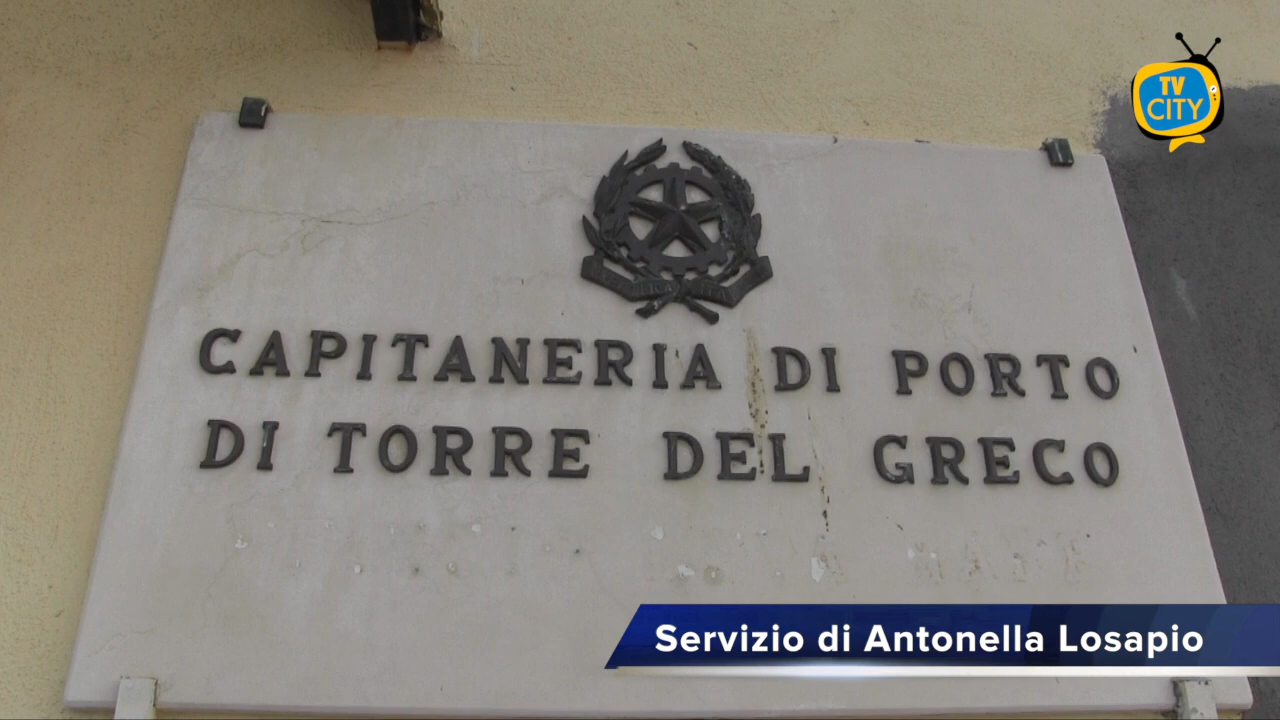 TV
CITY
CAPITANERIA DI PORTO
DI TORRE DEL GRECO
Servizio di Antonella Losapio